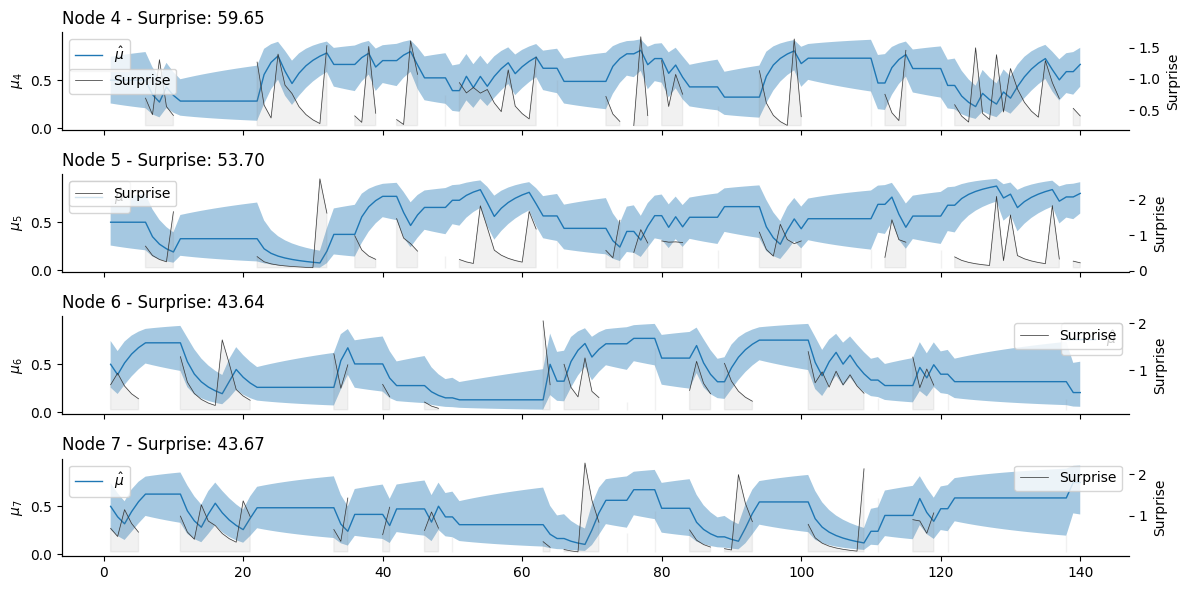 Node 4 - Surprise: 59.65
μ̂
Surprise
μ4
0.5
0.0
1.5
1.0
0.5
Surprise
Node 5 - Surprise: 53.70
Surprise
μ5
0.5
0.0
2
1
0
Surprise
Node 6 - Surprise: 43.64
Surprise
μ6
0.5
0.0
2
1
Surprise
Node 7 - Surprise: 43.67
μ̂
Surprise
μ7
0.5
0.0
2
1
Surprise
0 20 40 60 80 100 120 140